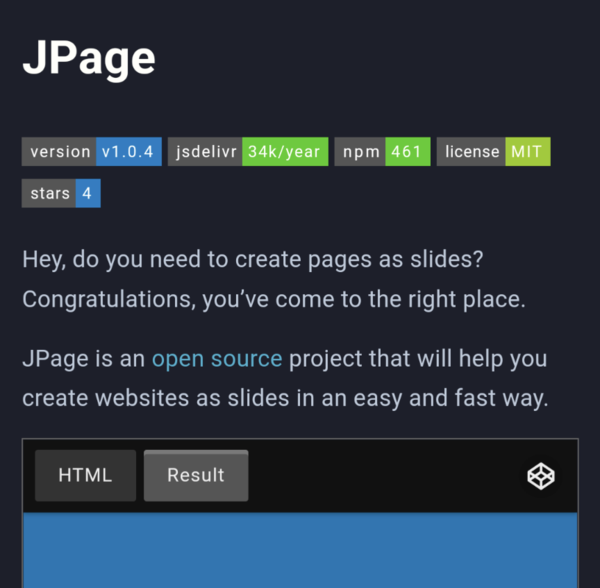 JPage
version v1.0.4 jsdelivr 34k/year npm 461 license MIT
stars 4
Hey, do you need to create pages as slides?
Congratulations, you’ve come to the right place.
JPage is an open source project that will help you
create websites as slides in an easy and fast way.
HTML Result